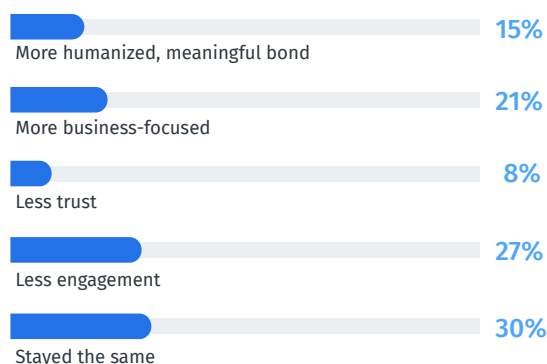 15%
More humanized, meaningful bond
21%
More business-focused
8%
Less trust
27%
Less engagement
30%
Stayed the same